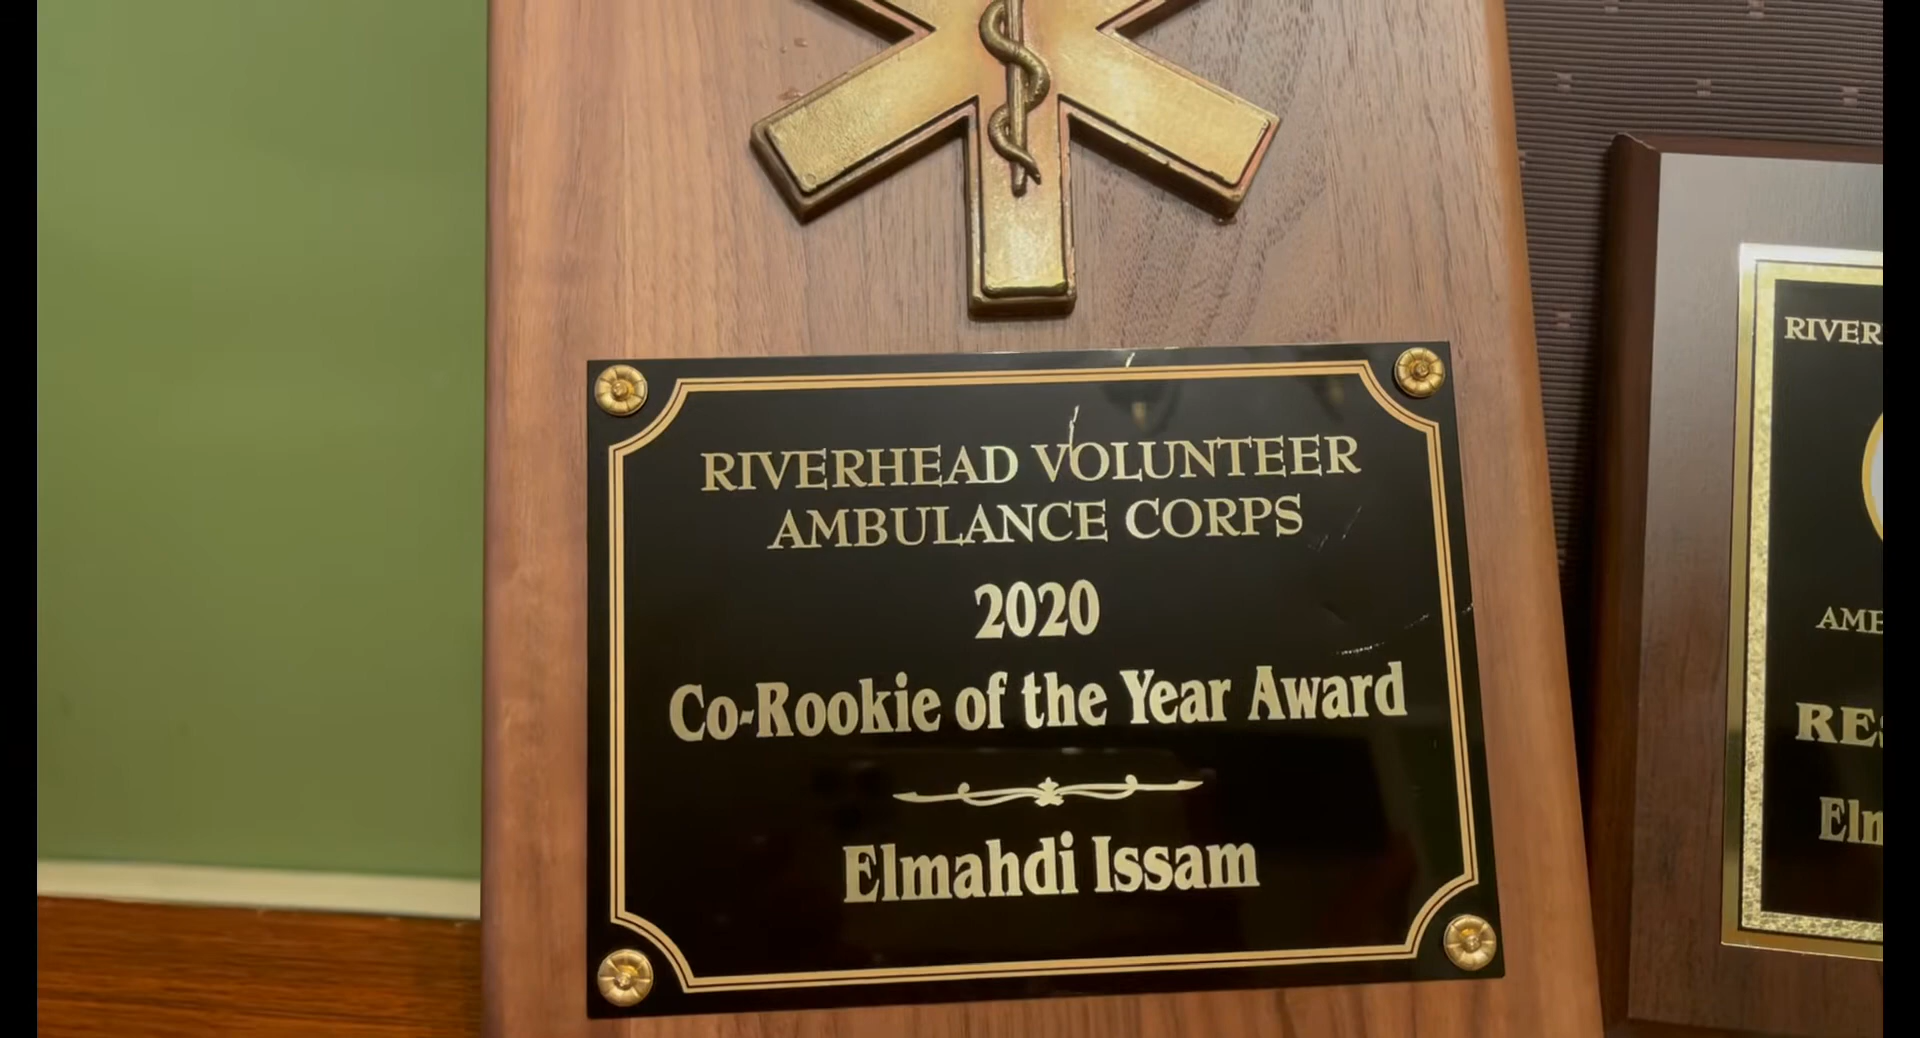 RIVERHEAD VOLUNTEER
AMBULANCE CORPS
2020
Co-Rookie of the Year Award
Elmahdi Issam